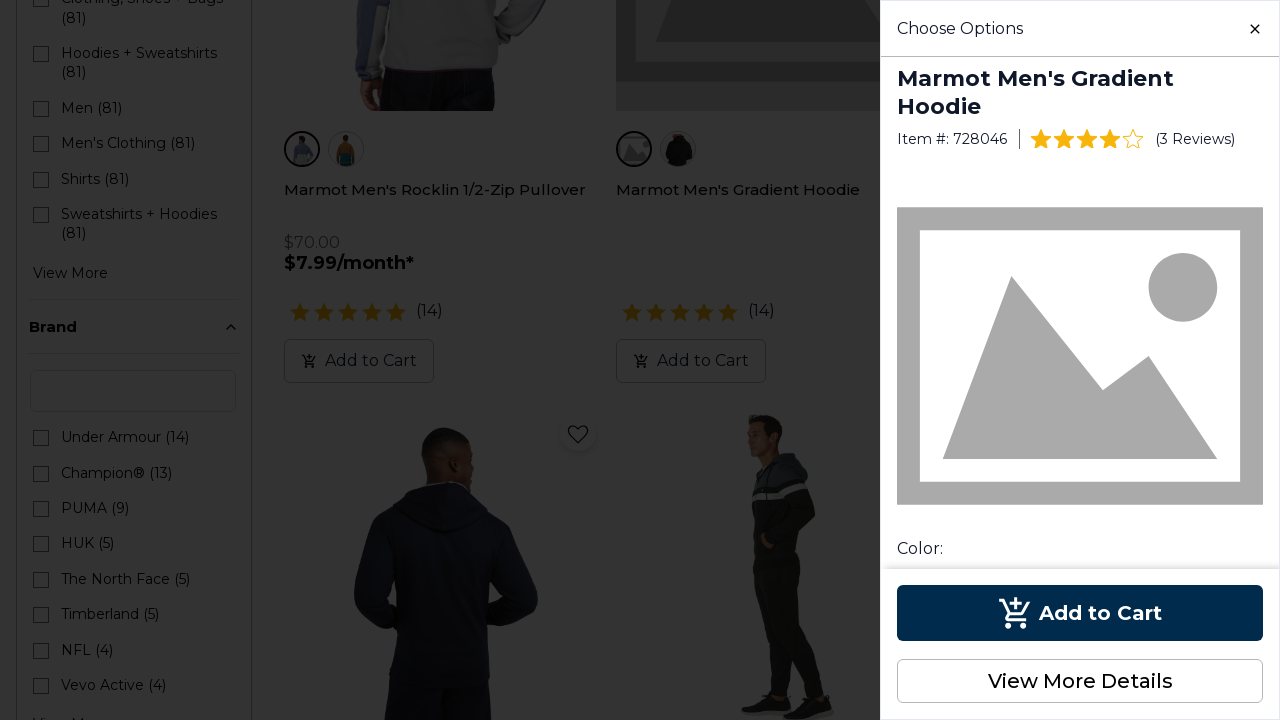 Clothing, Shoes + Bags
(81)
Hoodies + Sweatshirts
(81)
Men (81)
Men's Clothing (81)
Shirts (81)
Sweatshirts + Hoodies
(81)
View More
Brand
Under Armour (14)
Champion® (13)
PUMA (9)
HUK (5)
The North Face (5)
Timberland (5)
NFL (4)
Vevo Active (4)
Marmot Men's Rocklin 1/2-Zip Pullover
$70.00
$7.99/month*
(14)
Add to Cart
Marmot Men's Gradient Hoodie
(14)
Add to Cart
Choose Options
Marmot Men's Gradient
Hoodie
Item #: 728046
(3 Reviews)
Color:
Add to Cart
View More Details